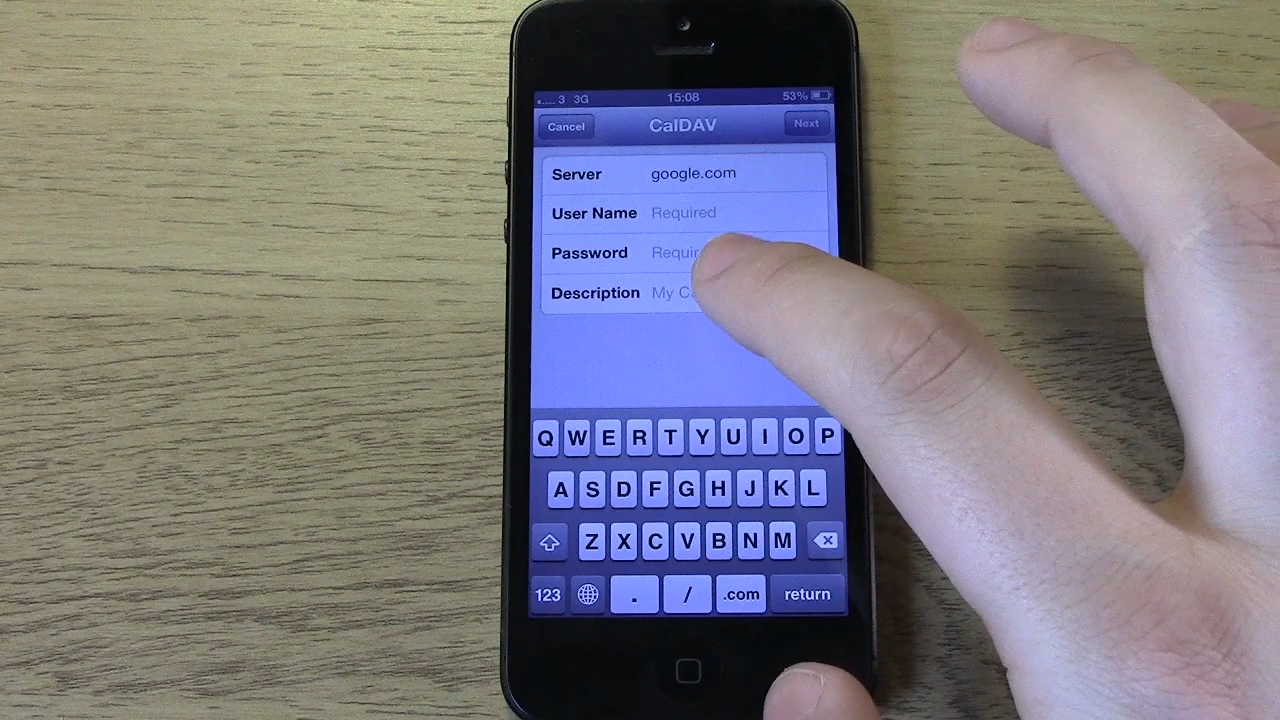 3 3G 15:08 53%
Cancel CalDAV Next
Server google.com
User Name Required
Password
Description My
Q W E R T Y U I O P
A S D F G H J K L
Z X C V B N M
123 . / .com return